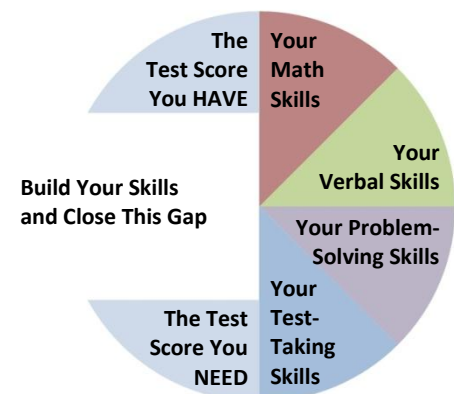 The
Test Score
You HAVE
Your
Math
Skills
Your
Verbal Skills
Build Your Skills
and Close This Gap
Your Problem-
Solving Skills
The Test
Score You
NEED
Your
Test-
Taking
Skills